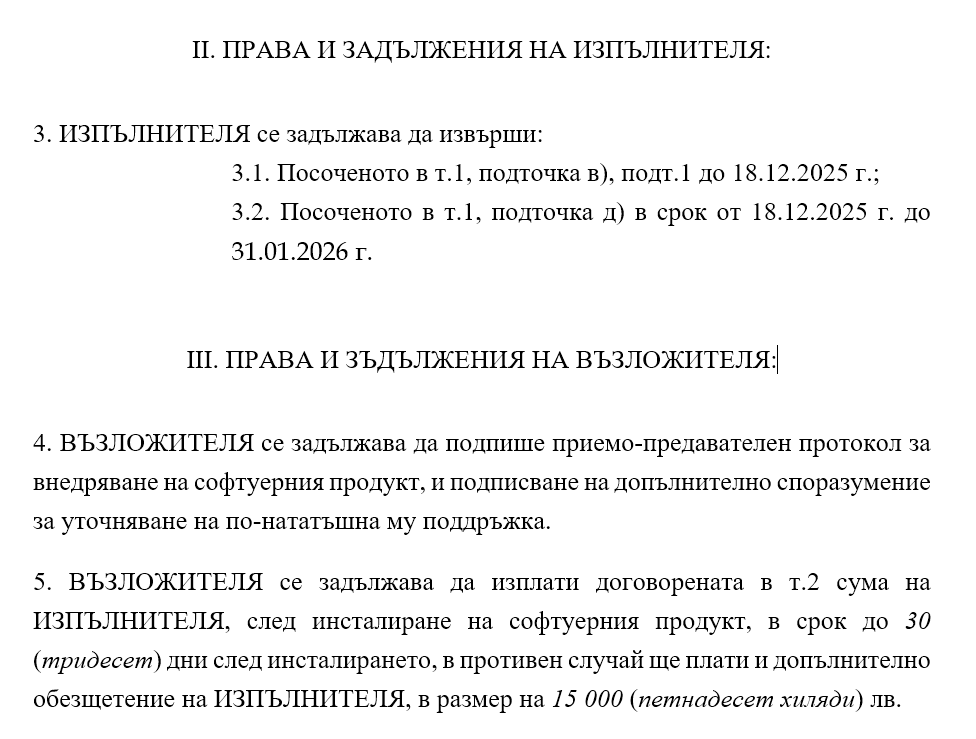 II. ПРАВА И ЗАДЪЛЖЕНИЯ НА ИЗПЪЛНИТЕЛЯ:
3. ИЗПЪЛНИТЕЛЯ се задължава да извърши:
3.1. Посоченото в т.1, подточка в), подт.1 до 18.12.2025 г.;
3.2. Посоченото в т.1, подточка д) в срок от 18.12.2025 г. до
31.01.2026 г.
III. ПРАВА И ЗЪДЪЛЖЕНИЯ НА ВЪЗЛОЖИТЕЛЯ:
4. ВЪЗЛОЖИТЕЛЯ се задължава да подпише приемо-предавателен протокол за
внедряване на софтуерния продукт, и подписване на допълнително споразумение
за уточняване на по-нататъшна му поддръжка.
5. ВЪЗЛОЖИТЕЛЯ се задължава да изплати договорената в т.2 сума на
ИЗПЪЛНИТЕЛЯ, след инсталиране на софтуерния продукт, в срок до 30
(тридесет) дни след инсталирането, в противен случай ще плати и допълнително
обезщетение на ИЗПЪЛНИТЕЛЯ, в размер на 15 000 (петнадесет хиляди) лв.